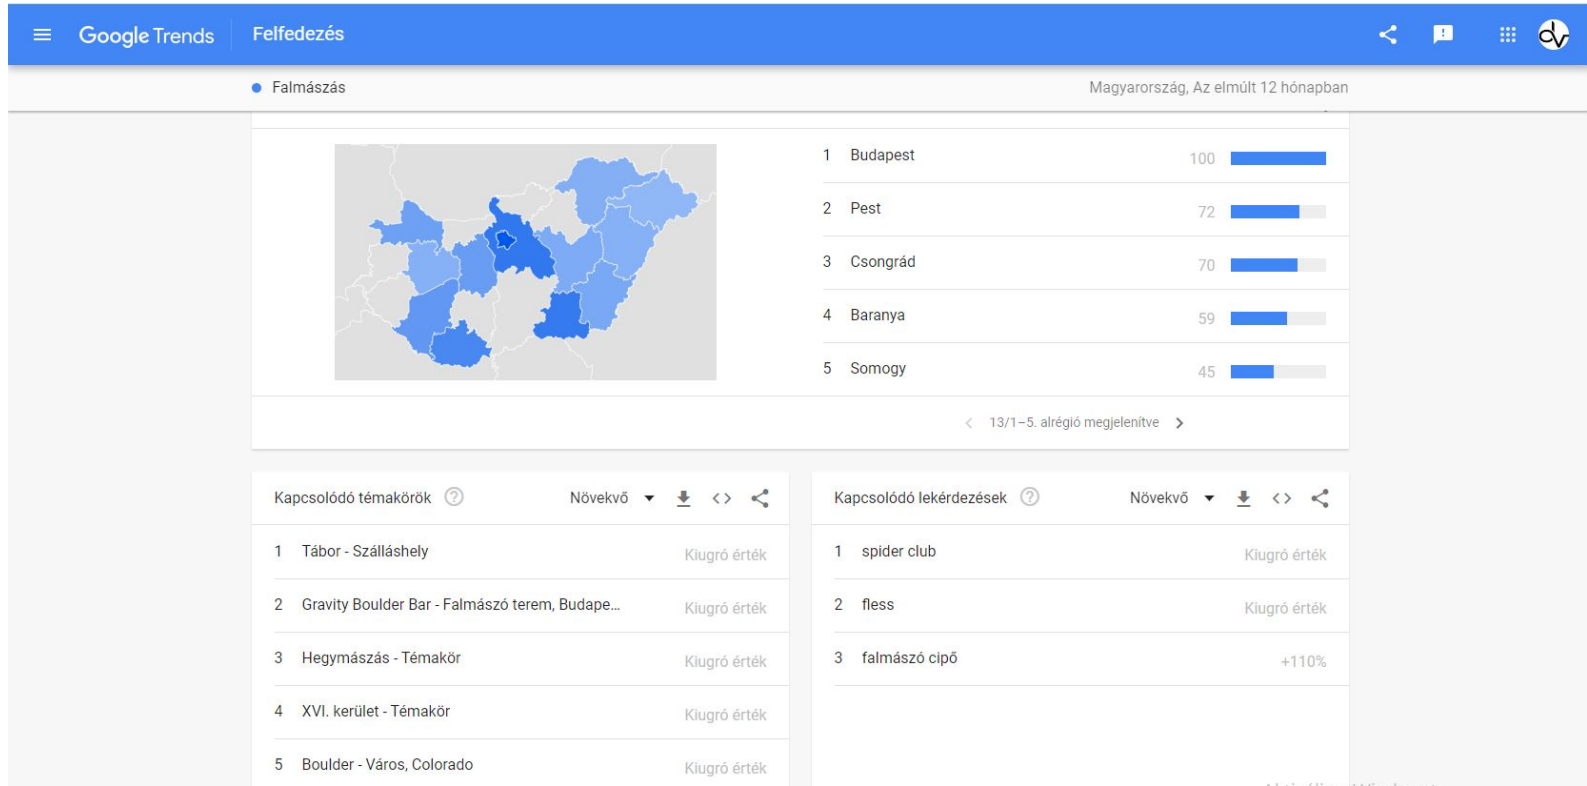 Google Trends Felfedezés
Falmászás Magyarország, Az elmúlt 12 hónapban
1 Budapest 100
2 Pest 72
3 Csongrád 70
4 Baranya 59
5 Somogy 45
13/1–5. alrégió megjelenítve
Kapcsolódó témakörök Növekvő
1 Tábor - Szálláshely Kiugró érték
2 Gravity Boulder Bar - Falmászó terem, Budape... Kiugró érték
3 Hegymászás - Témakör Kiugró érték
4 XVI. kerület - Témakör Kiugró érték
5 Boulder - Város, Colorado Kiugró érték
Kapcsolódó lekérdezések Növekvő
1 spider club Kiugró érték
2 fless Kiugró érték
3 falmászó cipő +110%